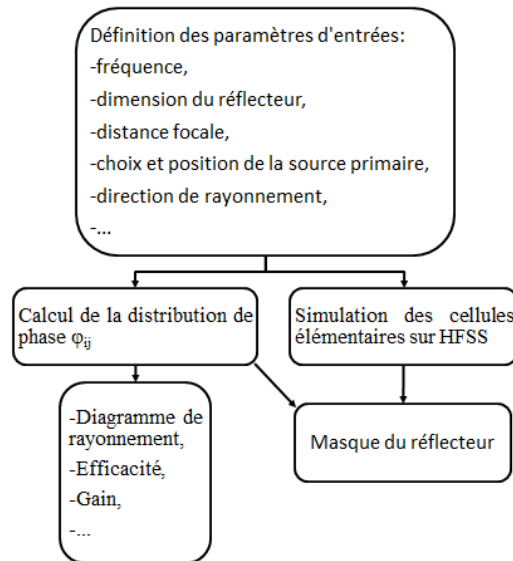 Définition des paramètres d'entrées:
-fréquence,
-dimension du réflecteur,
-distance focale,
-choix et position de la source primaire,
-direction de rayonnement,
-...
Calcul de la distribution de
phase φij
Simulation des cellules
élémentaires sur HFSS
-Diagramme de
rayonnement,
-Efficacité,
-Gain,
-...
Masque du réflecteur